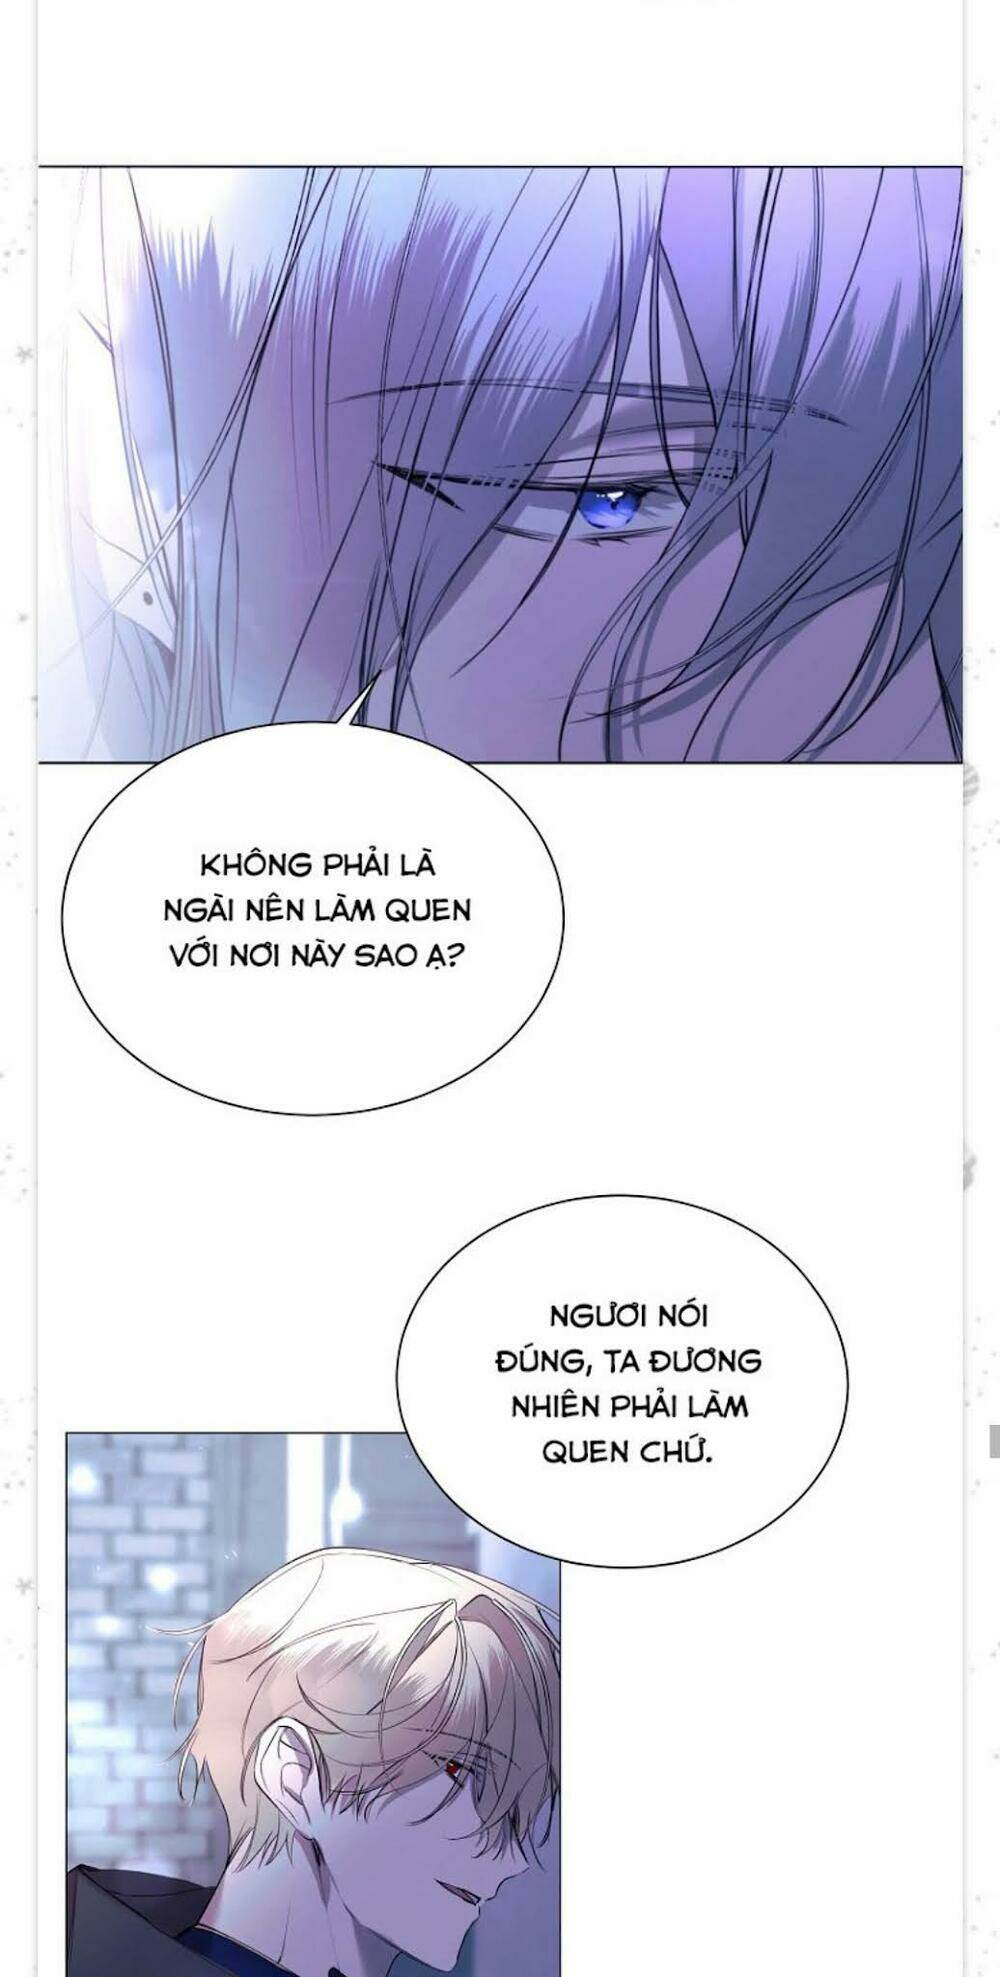 KHÔNG PHẢI LÀ
NGÀI NÊN LÀM QUEN
VỚI NƠI NÀY SAO Ạ?
NGƯƠI NÓI
ĐÚNG, TA ĐƯƠNG
NHIÊN PHẢI LÀM
QUEN CHỨ.